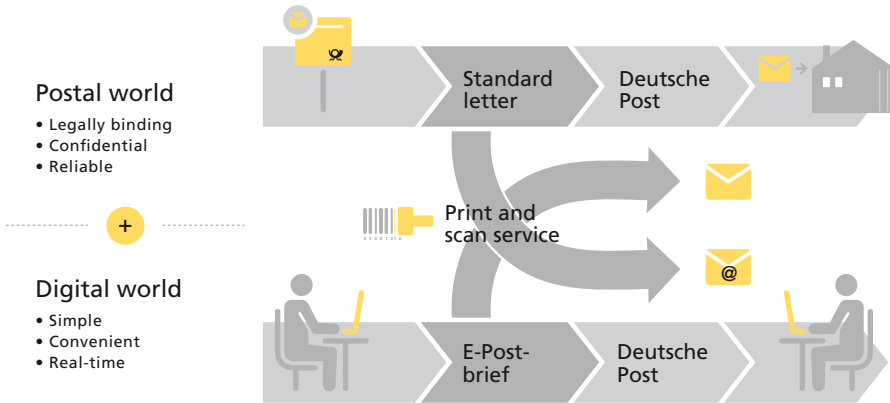 Postal world
• Legally binding
• Confidential
• Reliable
+
Digital world
• Simple
• Convenient
• Real-time
Standard
letter
Deutsche
Post
Print and
scan service
@
E-Post-
brief
Deutsche
Post